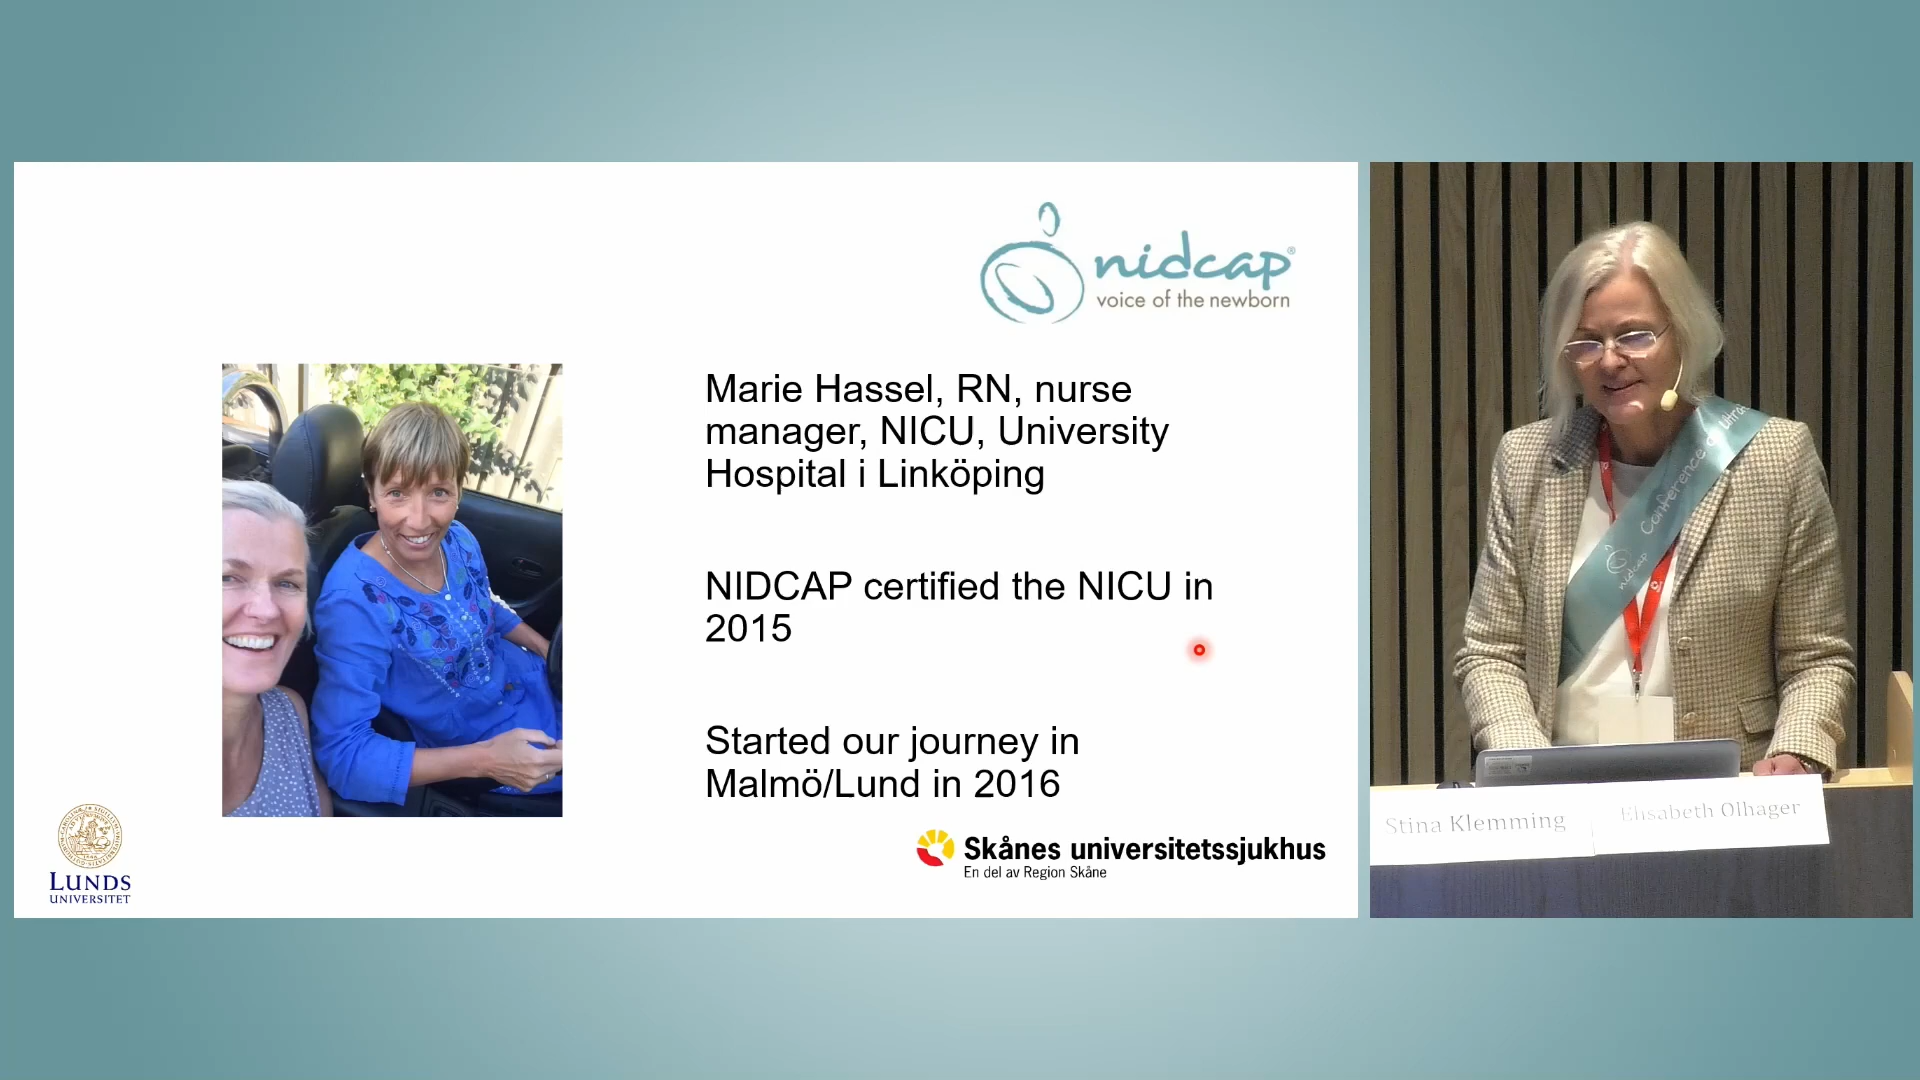 nidcap®
voice of the newborn
Marie Hassel, RN, nurse
manager, NICU, University
Hospital i Linköping
NIDCAP certified the NICU in
2015
Started our journey in
Malmö/Lund in 2016
LUNDS
UNIVERSITET
Skånes universitetssjukhus
En del av Region Skåne
Conference
nidcap
Stina Klemming
Elisabeth Olhager